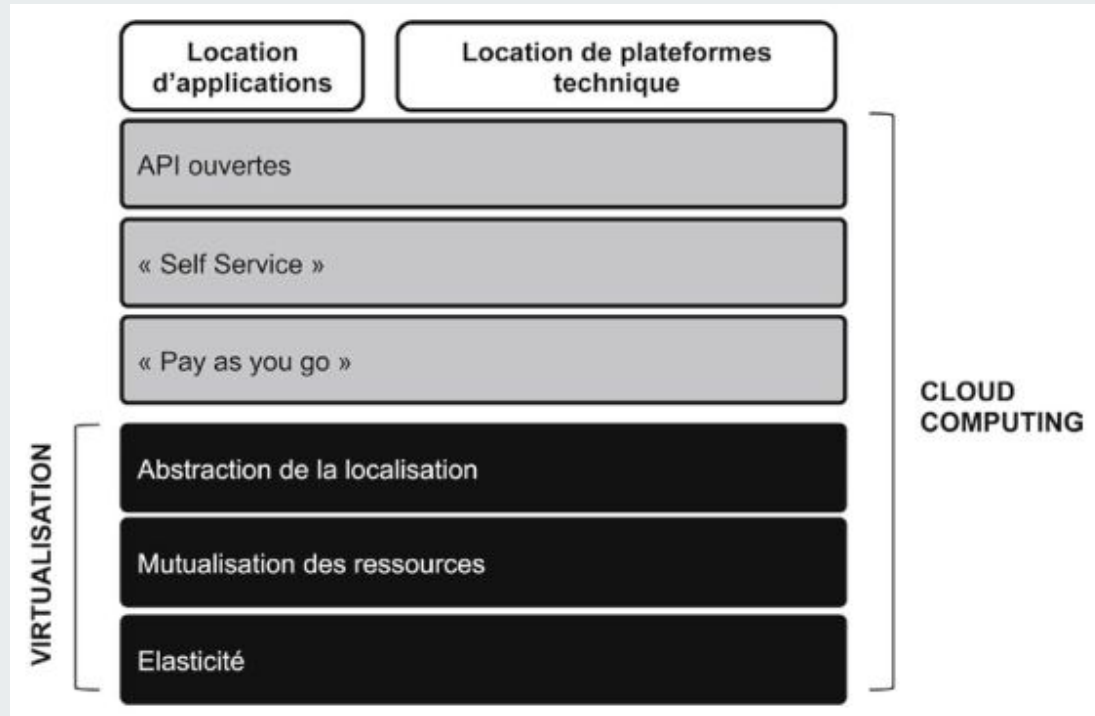 Location
d'applications
Location de plateformes
technique
API ouvertes
« Self Service »
« Pay as you go »
CLOUD
COMPUTING
VIRTUALISATION
Abstraction de la localisation
Mutualisation des ressources
Elasticité